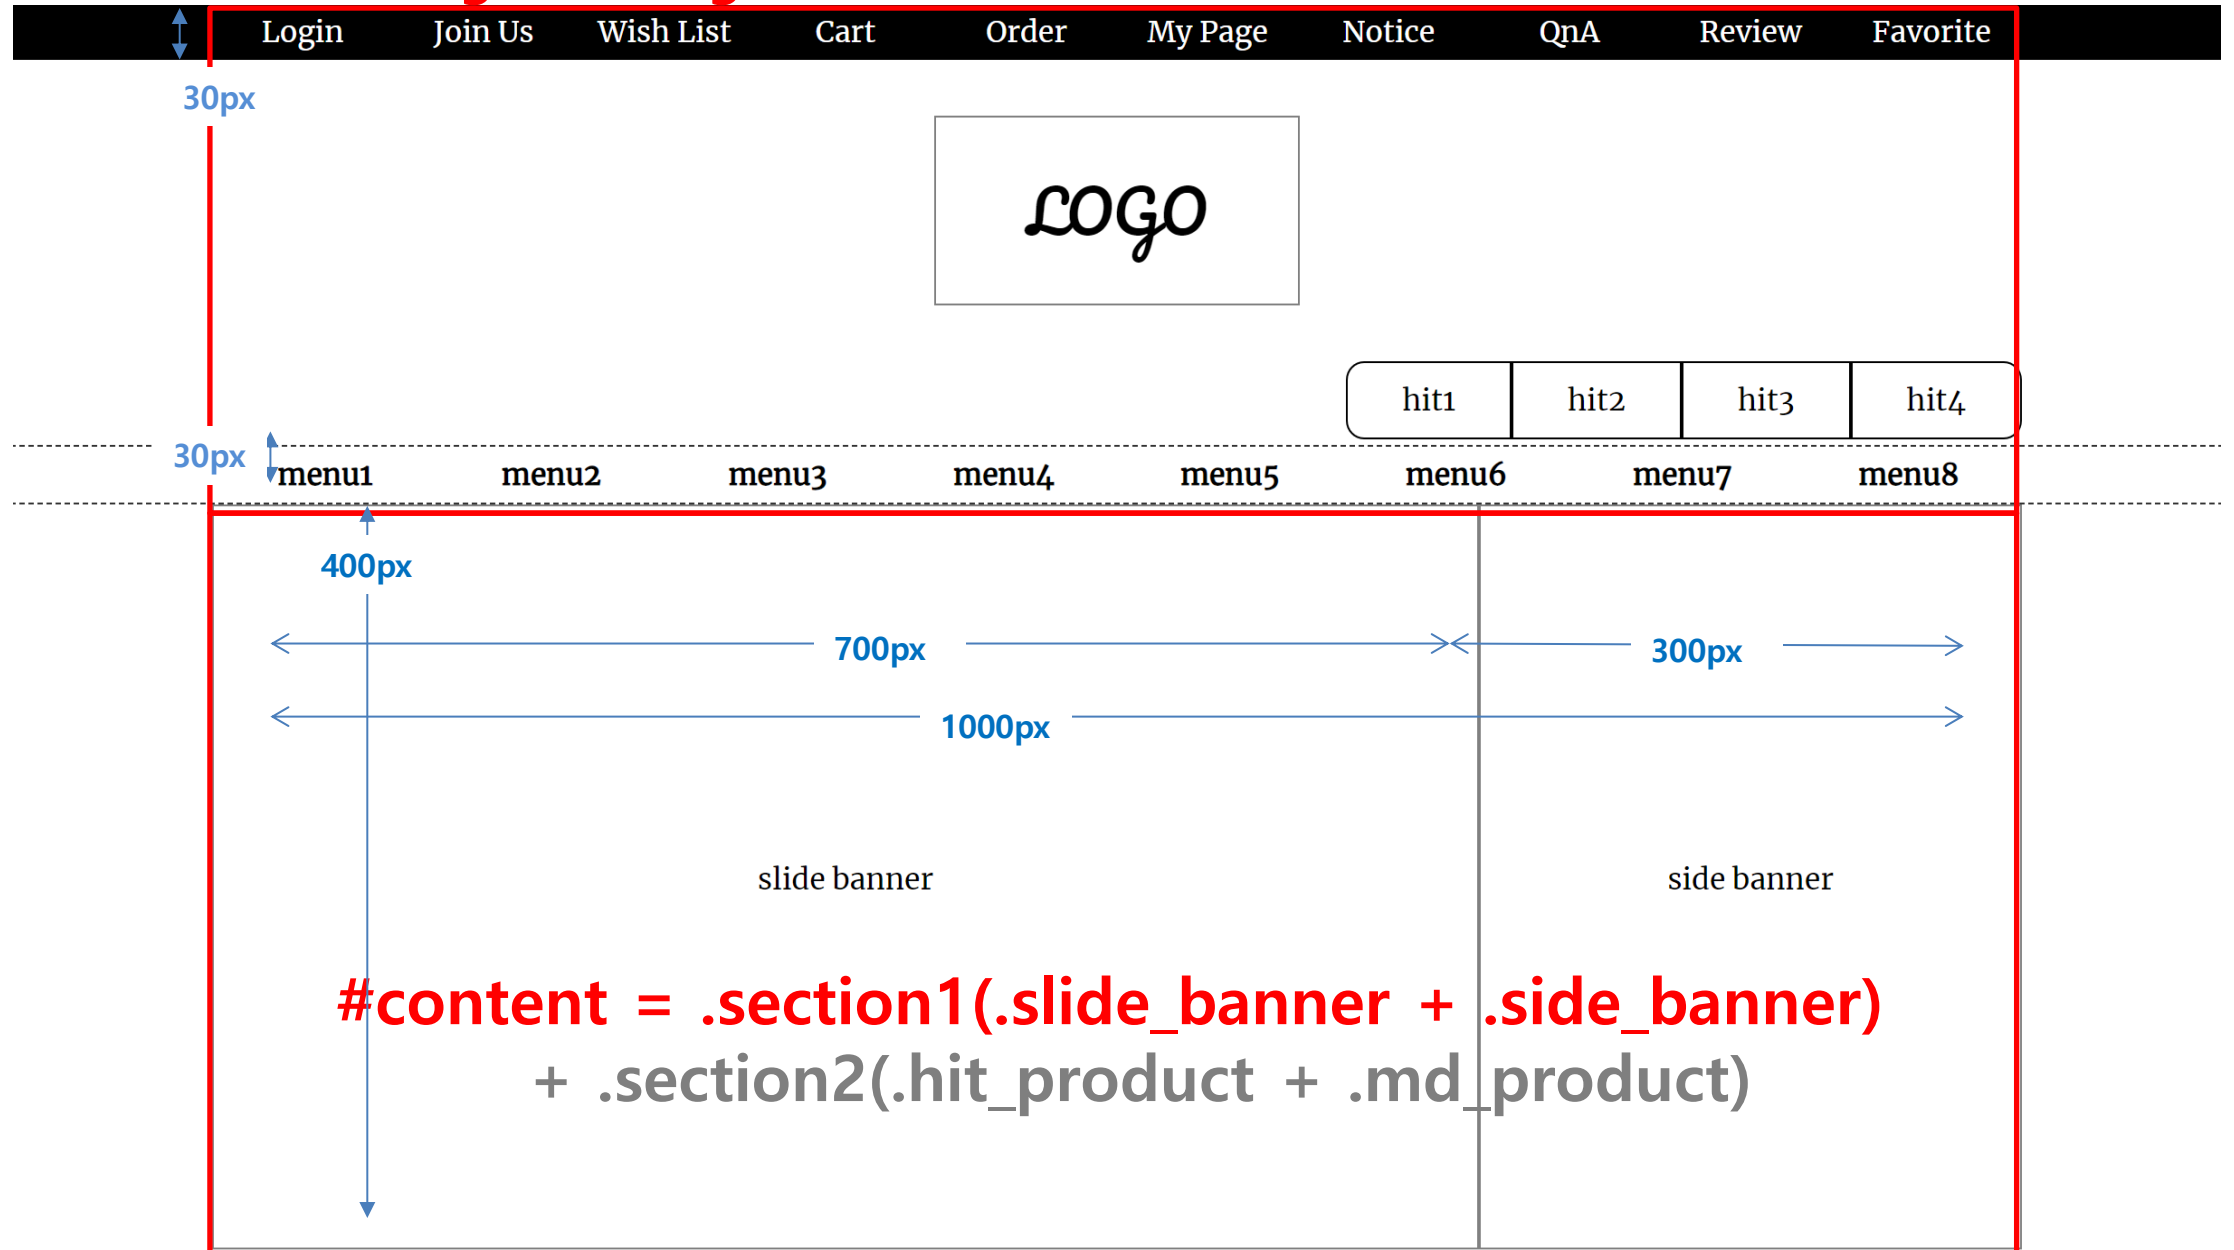 Login Join Us Wish List Cart Order My Page Notice QnA Review Favorite
30px
LOGO
hit1 hit2 hit3 hit4
30px
menu1 menu2 menu3 menu4 menu5 menu6 menu7 menu8
400px
700px 300px
1000px
slide banner side banner
#content = .section1(.slide_banner + .side_banner)
+ .section2(.hit_product + .md_product)